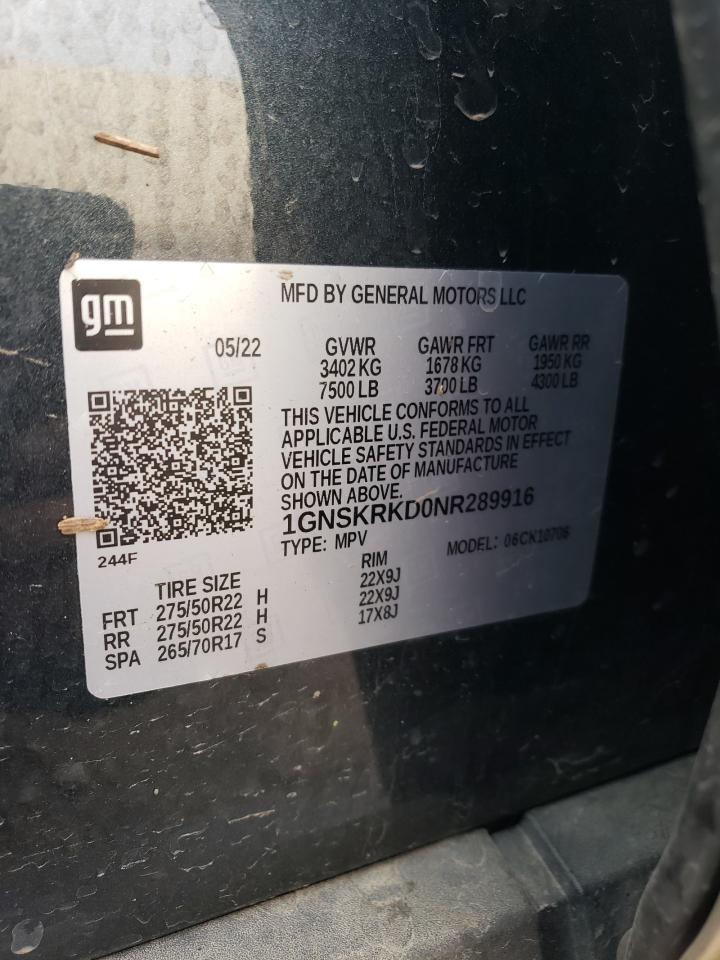 gm
MFD BY GENERAL MOTORS LLC
05/22
GVWR GAWR FRT GAWR RR
3402 KG 1678 KG 1950 KG
7500 LB 3700 LB 4300 LB
THIS VEHICLE CONFORMS TO ALL
APPLICABLE U.S. FEDERAL MOTOR
VEHICLE SAFETY STANDARDS IN EFFECT
ON THE DATE OF MANUFACTURE
SHOWN ABOVE.
1GNSKRKD0NR289916
TYPE: MPV MODEL: 06CK10706
244F
TIRE SIZE RIM
FRT 275/50R22 H 22X9J
RR 275/50R22 H 22X9J
SPA 265/70R17 S 17X8J